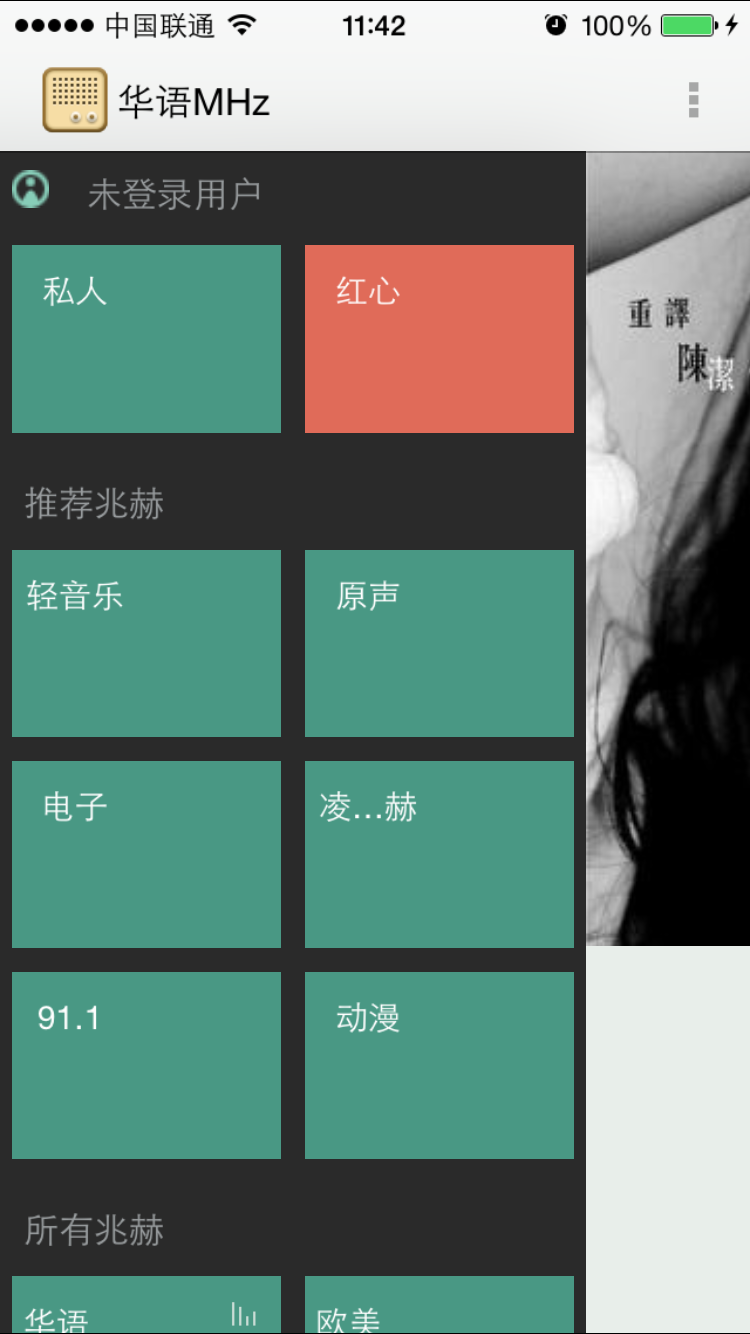 中国联通 11:42 100%
华语MHz
未登录用户
私人 红心
推荐兆赫
轻音乐 原声
电子 凌...赫
91.1 动漫
所有兆赫
华语 欧美
重譯
陳潔